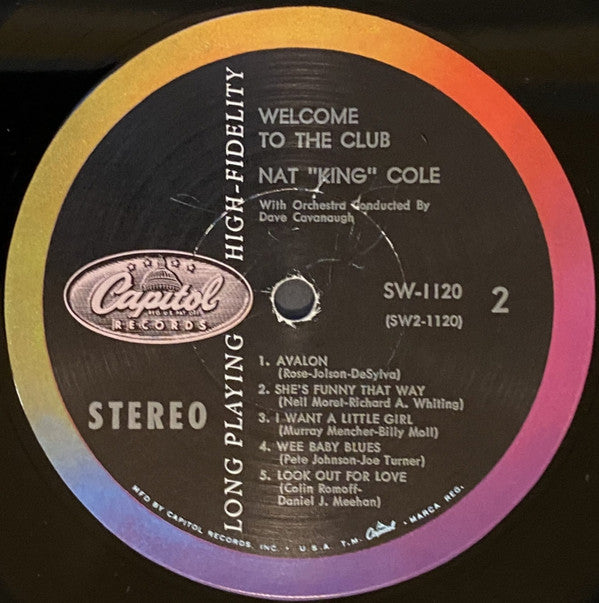 WELCOME
TO THE CLUB
NAT "KING" COLE
With Orchestra Conducted By
Dave Cavanaugh
LONG PLAYING HIGH-FIDELITY
Capitol
RECORDS
STEREO
SW-1120
2
(SW2-1120)
1. AVALON
(Rose-Jolson-DeSylva)
2. SHE'S FUNNY THAT WAY
(Neil Moret-Richard A. Whiting)
3. I WANT A LITTLE GIRL
(Murray Mencher-Billy Moll)
4. WEE BABY BLUES
(Pete Johnson-Joe Turner)
5. LOOK OUT FOR LOVE
(Colin Romoff-
Daniel J. Meehan)
MF'D BY CAPITOL RECORDS, INC. • U.S.A. T.M. Capitol • MARCA REG.